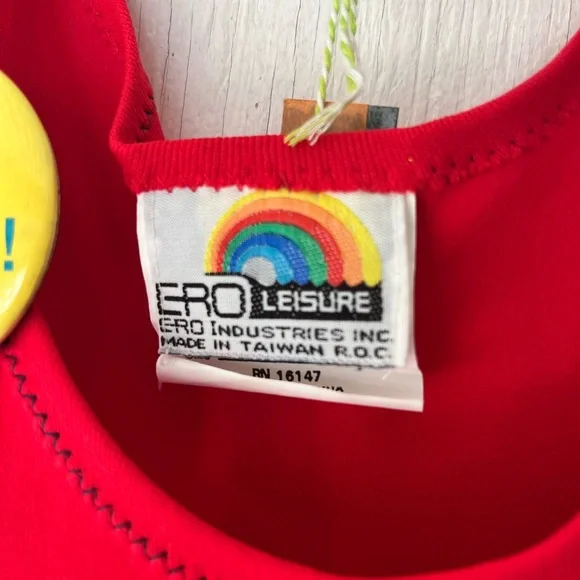 !
ERO LEISURE
ERO INDUSTRIES INC.
MADE IN TAIWAN R.O.C.
RN 16147